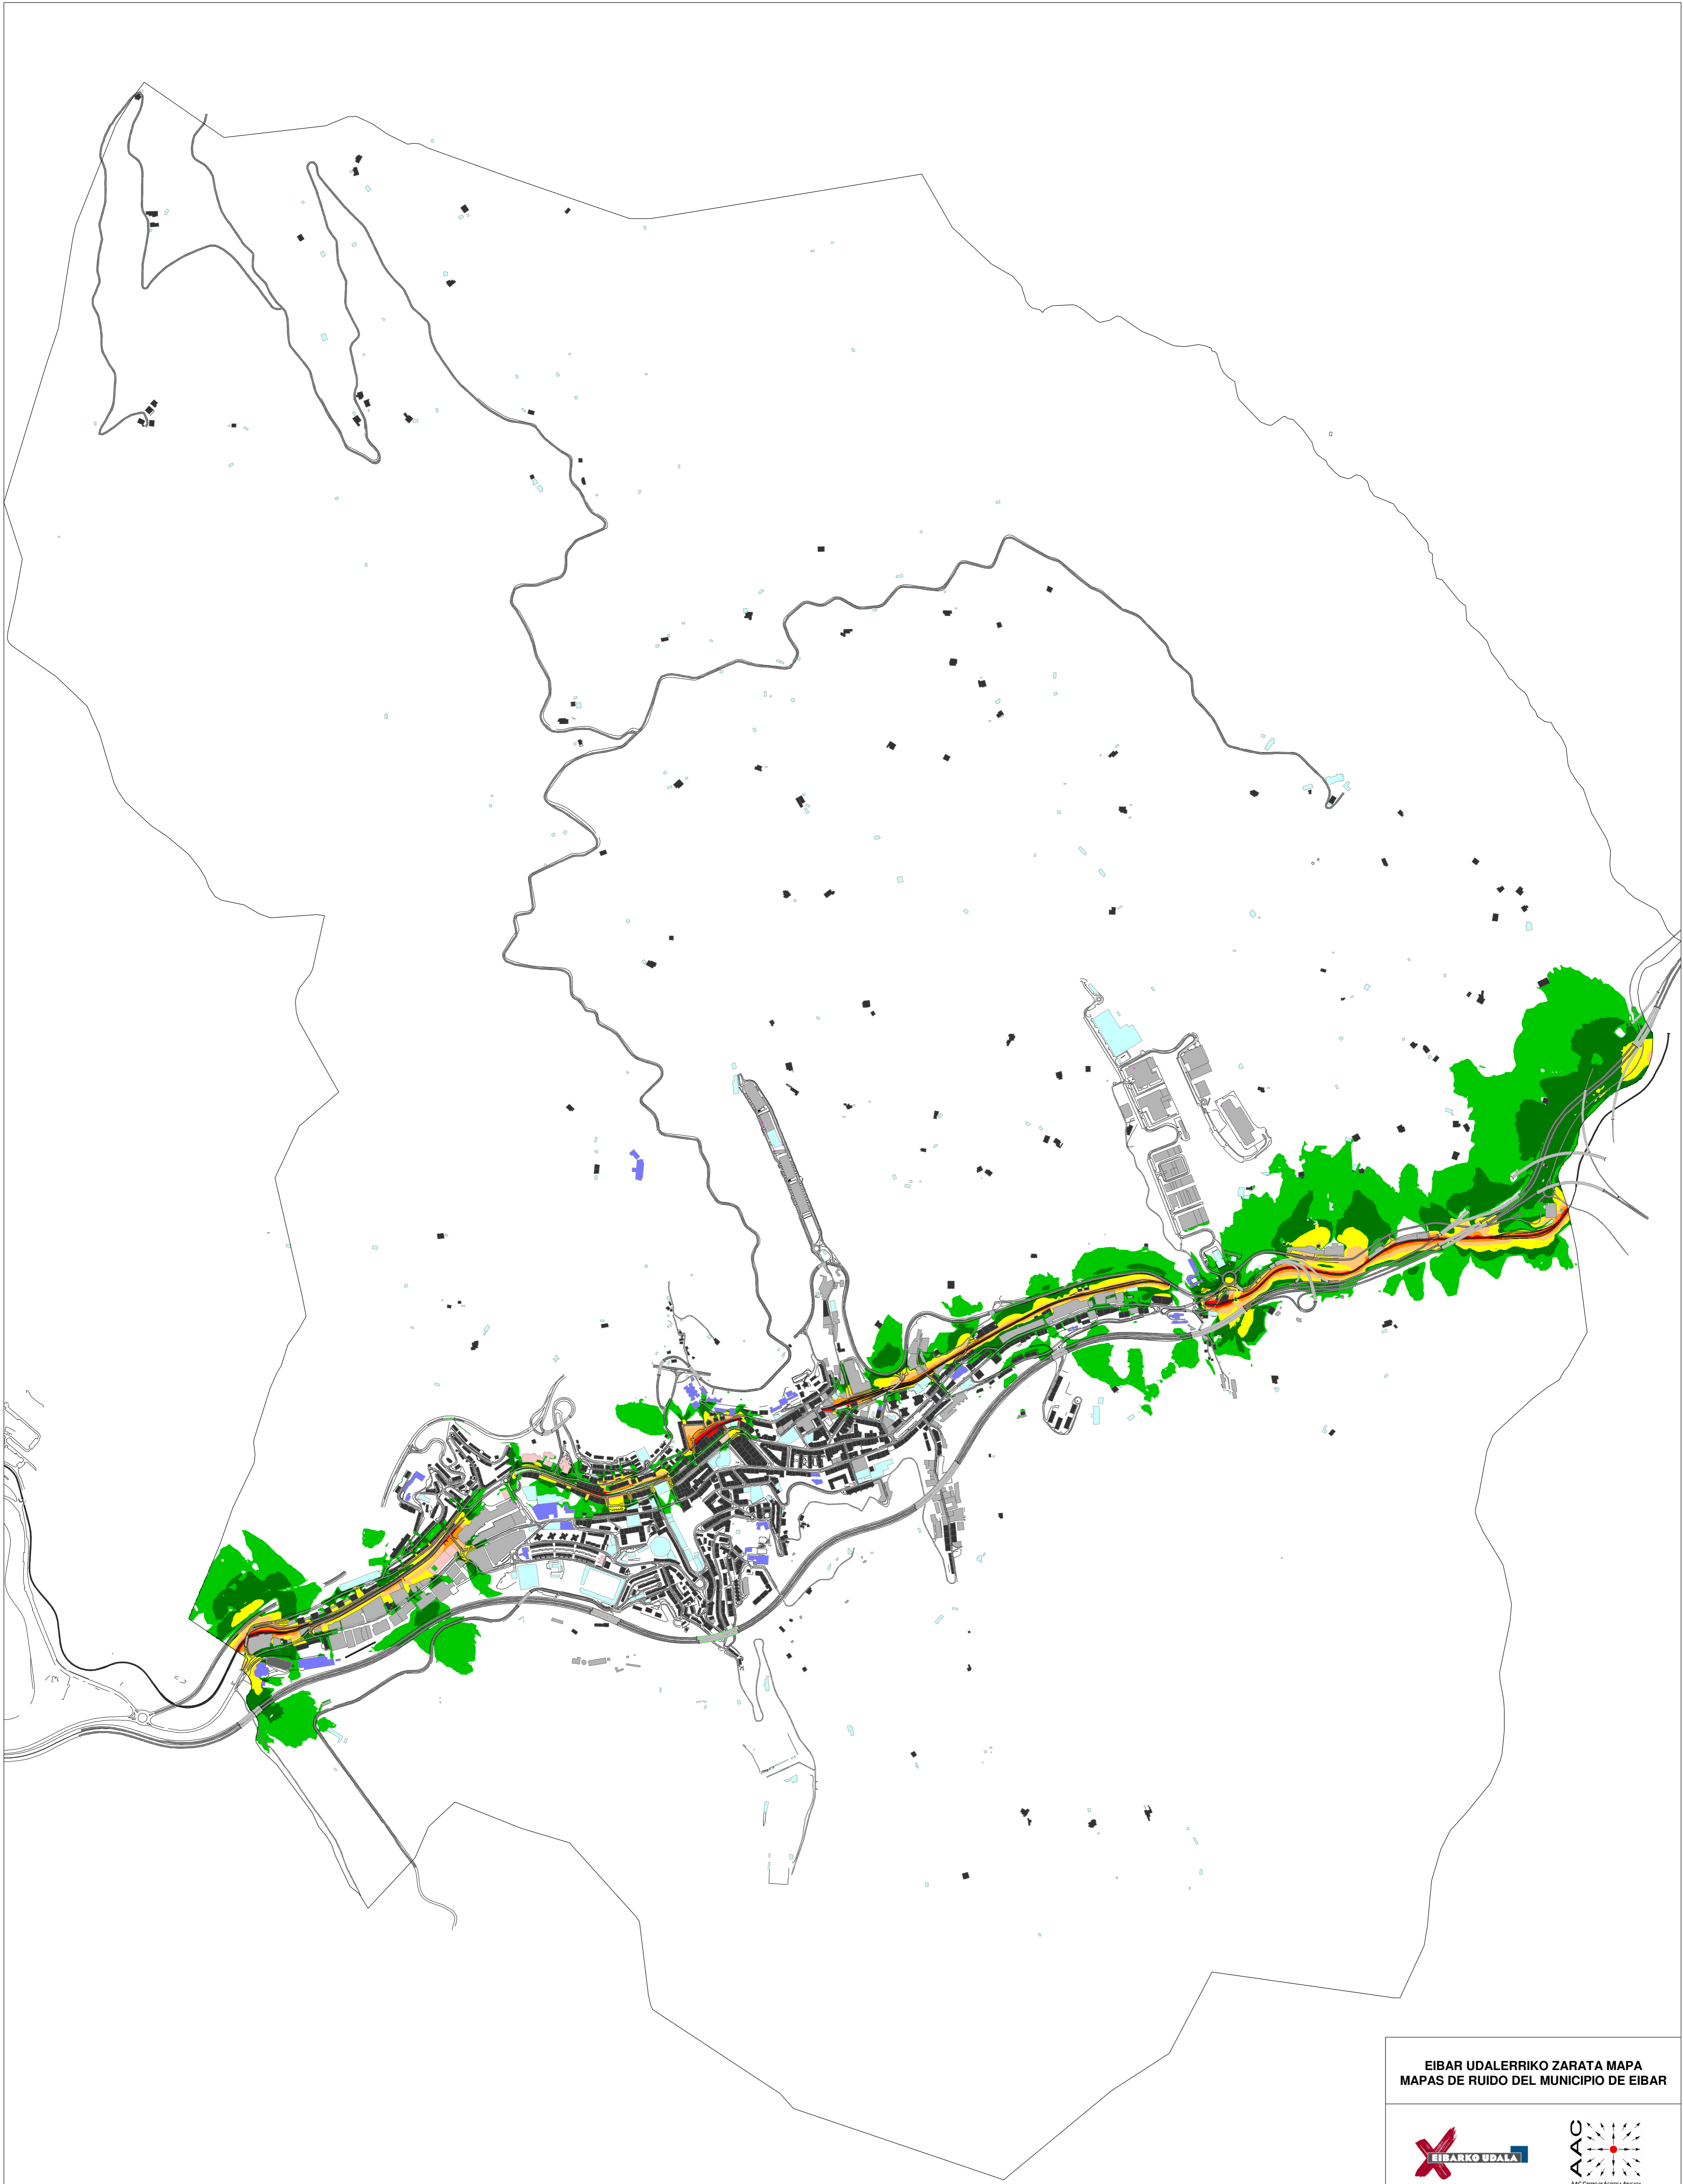 EIBAR UDALERRIKO ZARATA MAPA
MAPAS DE RUIDO DEL MUNICIPIO DE EIBAR
EIBARKO UDALA
AAC